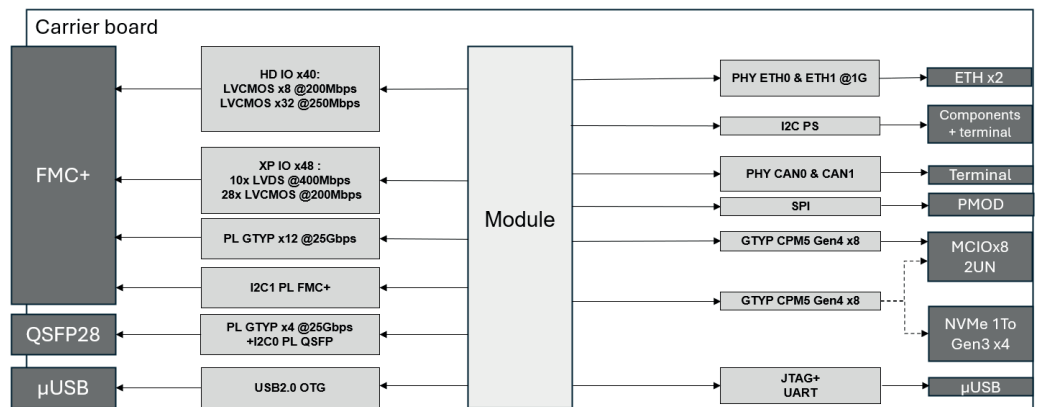 Carrier board
FMC+
QSFP28
µUSB
HD IO x40:
LVCMOS x8 @200Mbps
LVCMOS x32 @250Mbps
XP IO x48 :
10x LVDS @400Mbps
28x LVCMOS @200Mbps
PL GTYP x12 @25Gbps
I2C1 PL FMC+
PL GTYP x4 @25Gbps
+I2C0 PL QSFP
USB2.0 OTG
Module
PHY ETH0 & ETH1 @1G
I2C PS
PHY CAN0 & CAN1
SPI
GTYP CPM5 Gen4 x8
GTYP CPM5 Gen4 x8
JTAG+
UART
ETH x2
Components
+ terminal
Terminal
PMOD
MCIOx8
2UN
NVMe 1To
Gen3 x4
µUSB